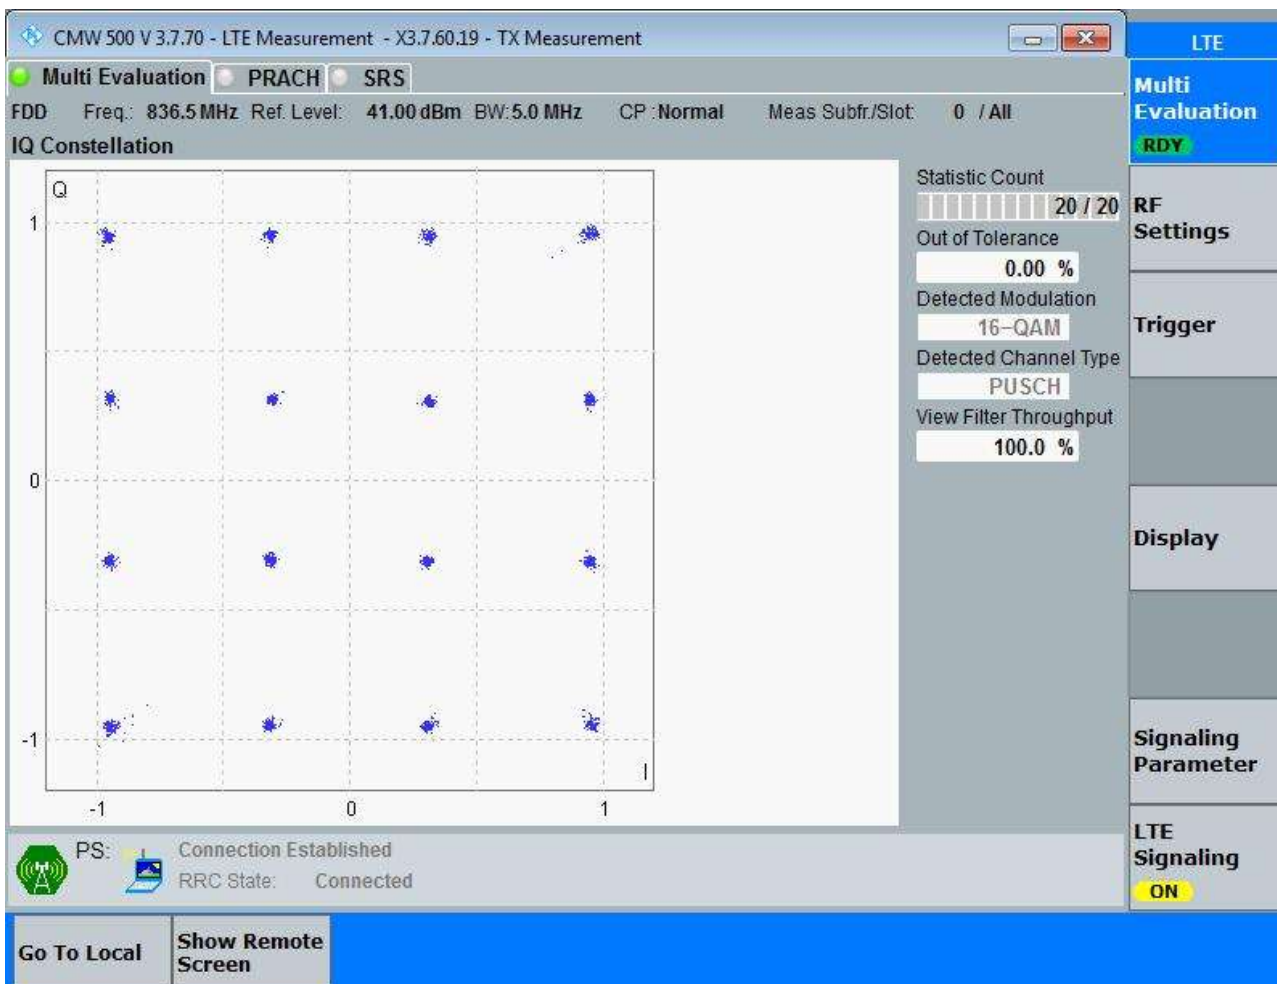 CMW 500 V 3.7.70 - LTE Measurement - X3.7.60.19 - TX Measurement
LTE
Multi Evaluation PRACH SRS
FDD Freq.: 836.5 MHz Ref. Level: 41.00 dBm BW: 5.0 MHz CP : Normal Meas Subfr./Slot: 0 / All
IQ Constellation
Q
1
0
-1
I
-1 0 1
Statistic Count
20 / 20
Out of Tolerance
0.00 %
Detected Modulation
16-QAM
Detected Channel Type
PUSCH
View Filter Throughput
100.0 %
Multi
Evaluation
RDY
RF
Settings
Trigger
Display
Signaling
Parameter
LTE
Signaling
ON
PS: Connection Established
RRC State: Connected
Go To Local
Show Remote
Screen